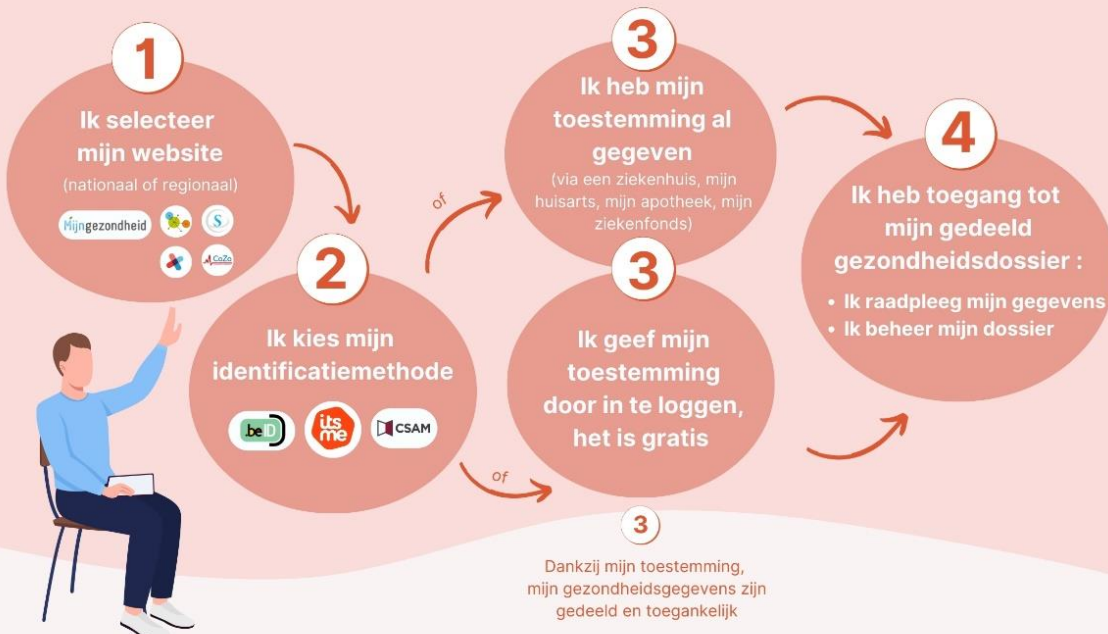 1
Ik selecteer
mijn website
(nationaal of regionaal)
Mijngezondheid
S
CoZo
2
Ik kies mijn
identificatiemethode
.beID
its
me
CSAM
of
3
Ik heb mijn
toestemming al
gegeven
(via een ziekenhuis, mijn
huisarts, mijn apotheek, mijn
ziekenfonds)
of
3
Ik geef mijn
toestemming
door in te loggen,
het is gratis
3
Dankzij mijn toestemming,
mijn gezondheidsgegevens zijn
gedeeld en toegankelijk
4
Ik heb toegang tot
mijn gedeeld
gezondheidsdossier :
• Ik raadpleeg mijn gegevens
• Ik beheer mijn dossier